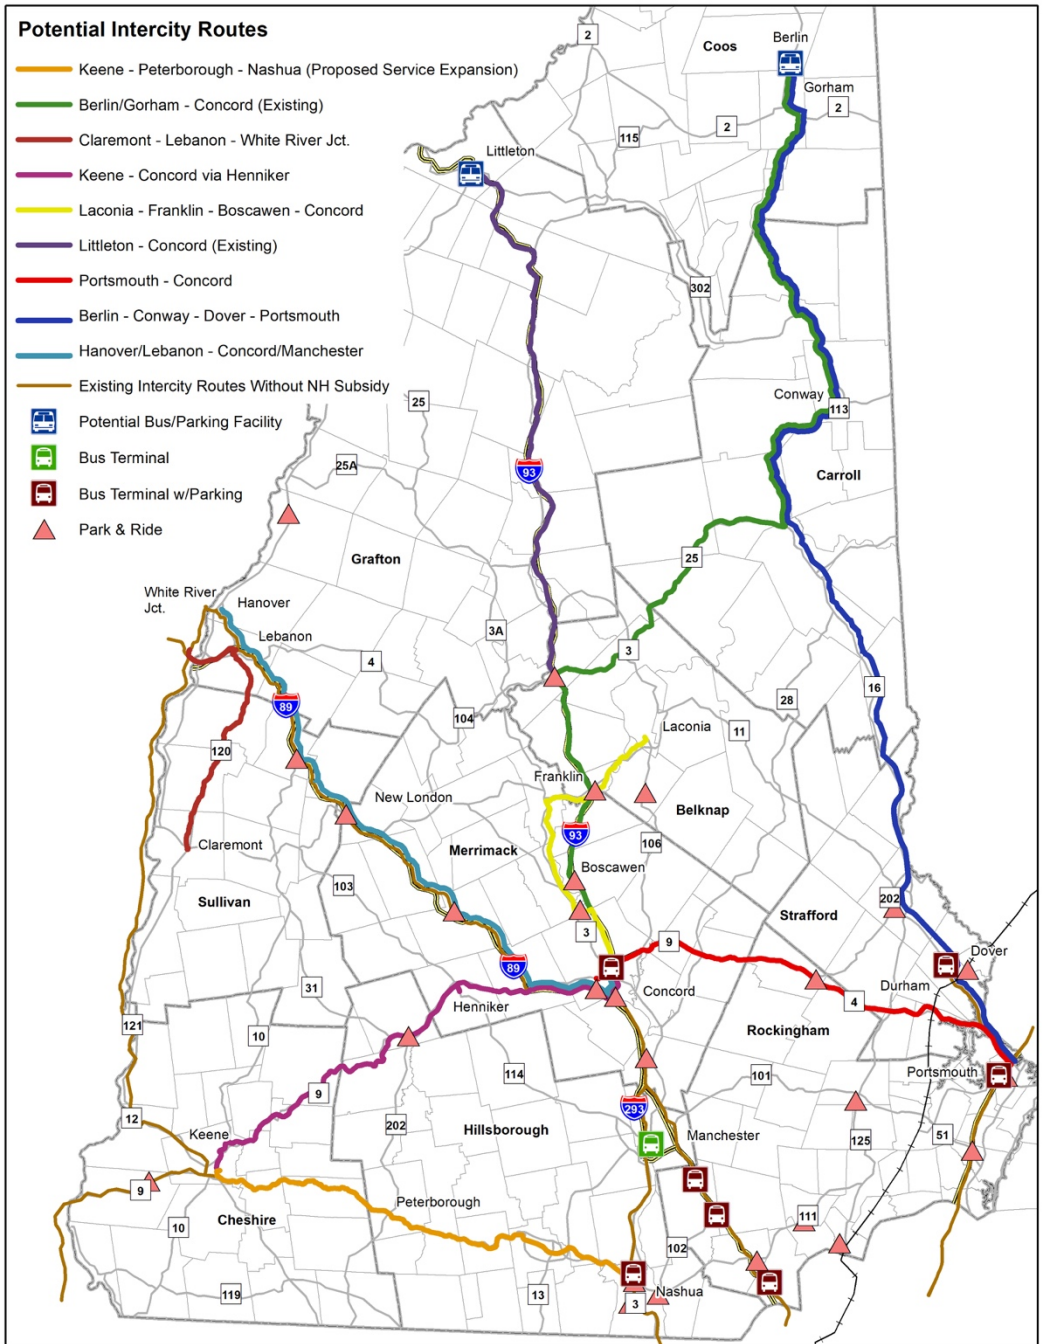 Potential Intercity Routes
Keene - Peterborough - Nashua (Proposed Service Expansion)
Berlin/Gorham - Concord (Existing)
Claremont - Lebanon - White River Jct.
Keene - Concord via Henniker
Laconia - Franklin - Boscawen - Concord
Littleton - Concord (Existing)
Portsmouth - Concord
Berlin - Conway - Dover - Portsmouth
Hanover/Lebanon - Concord/Manchester
Existing Intercity Routes Without NH Subsidy
Potential Bus/Parking Facility
Bus Terminal
Bus Terminal w/Parking
Park & Ride
2
Coos
Berlin
Gorham
2
2
115
Littleton
302
Conway
113
25
93
Carroll
25A
Grafton
25
White River
Jct.
Hanover
Lebanon
3A
3
4
16
89
104
28
120
Laconia
11
Franklin
New London
Belknap
93
Merrimack
106
Claremont
Boscawen
103
Sullivan
202
Strafford
3
9
Dover
89
Durham
31
Henniker
Concord
4
121
10
Rockingham
114
101
Portsmouth
9
293
12
202
Hillsborough
Keene
Manchester
125
51
9
Peterborough
10
Cheshire
111
102
119
13
Nashua
3